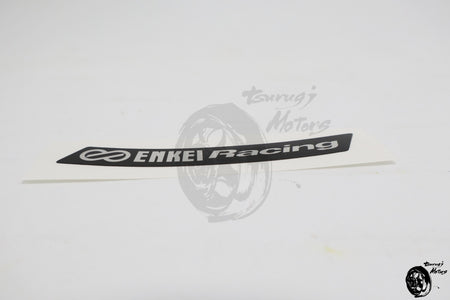 tsurugi
Motors
ENKEI Racing
tsurugi
Motors